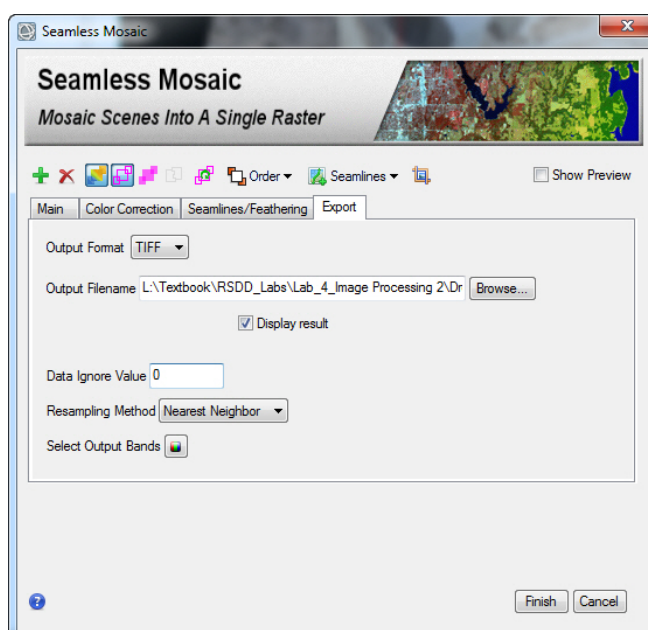 Seamless Mosaic
Seamless Mosaic
Mosaic Scenes Into A Single Raster
Order Seamlines Show Preview
Main Color Correction Seamlines/Feathering Export
Output Format TIFF
Output Filename L:\Textbook\RSDD_Labs\Lab_4_Image Processing 2\Dr Browse...
Display result
Data Ignore Value 0
Resampling Method Nearest Neighbor
Select Output Bands
Finish Cancel